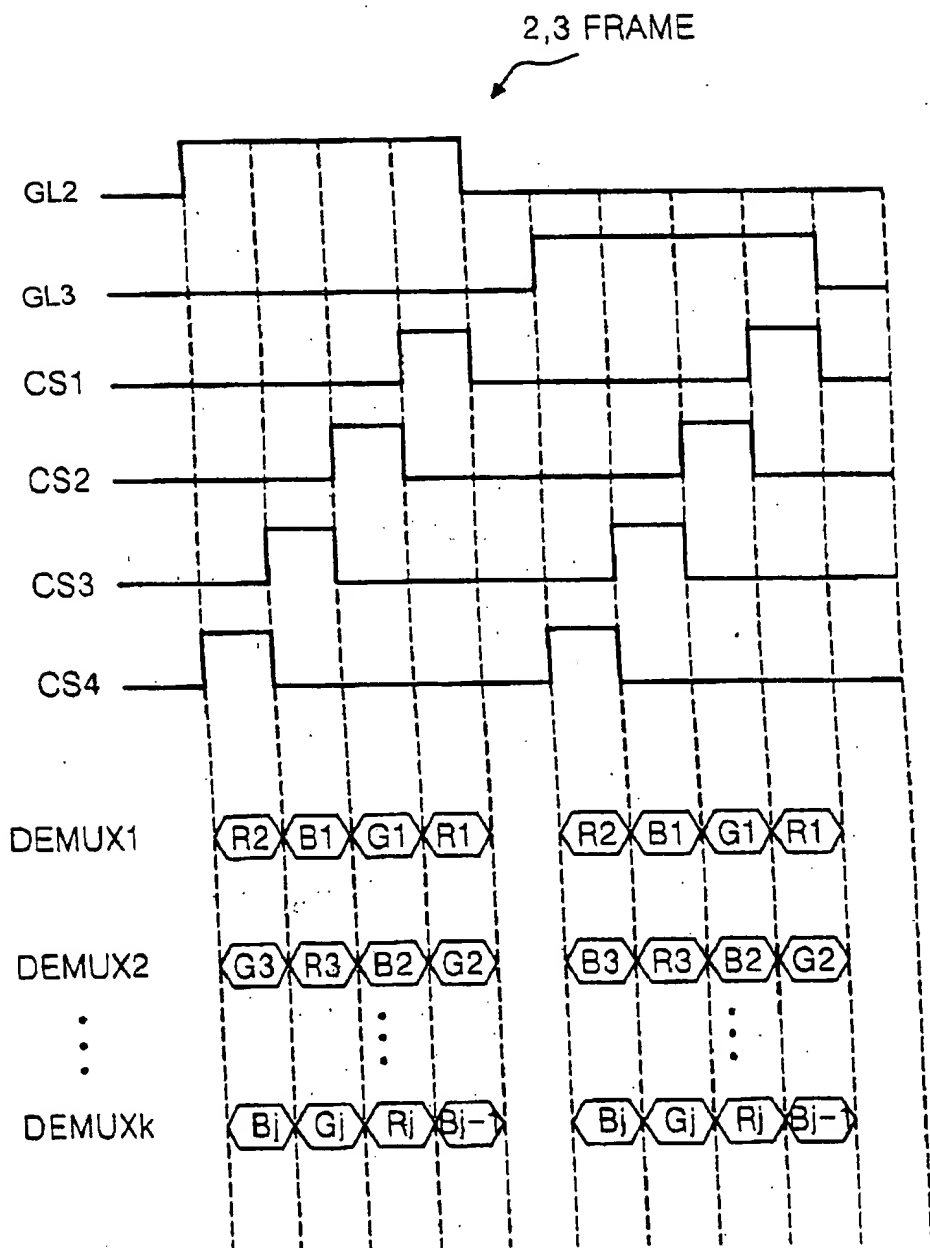 2,3 FRAME
GL2
GL3
CS1
CS2
CS3
CS4
DEMUX1 R2 B1 G1 R1 R2 B1 G1 R1
DEMUX2 G3 R3 B2 G2 B3 R3 B2 G2
DEMUXk Bj Gj Rj Bj-1 Bj Gj Rj Bj-1